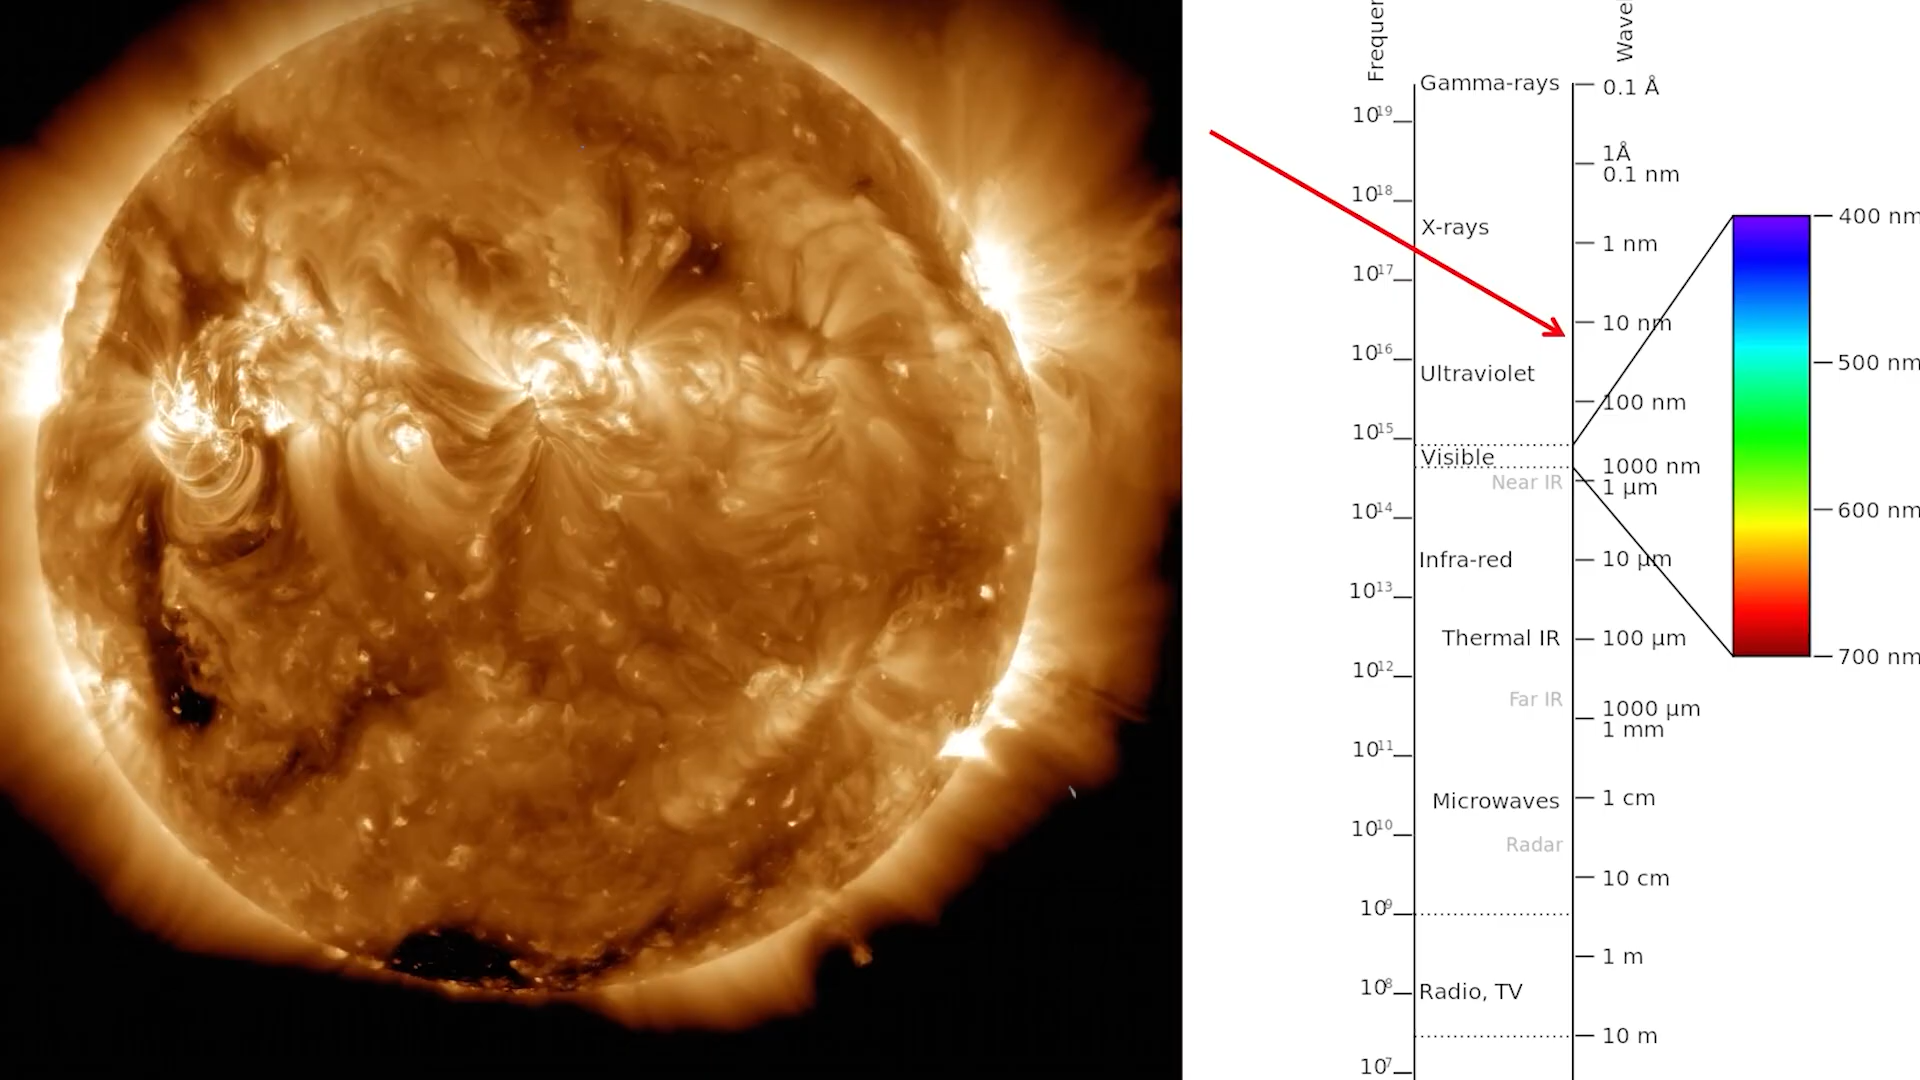 Frequen
Wave
Gamma-rays
0.1 Å
10¹⁹
1Å
0.1 nm
10¹⁸
400 nm
X-rays
1 nm
10¹⁷
10 nm
10¹⁶
500 nm
Ultraviolet
100 nm
10¹⁵
Visible
1000 nm
Near IR
1 µm
10¹⁴
600 nm
Infra-red
10 µm
10¹³
Thermal IR
100 µm
700 nm
10¹²
Far IR
1000 µm
1 mm
10¹¹
Microwaves
1 cm
10¹⁰
Radar
10 cm
10⁹
1 m
10⁸
Radio, TV
10 m
10⁷